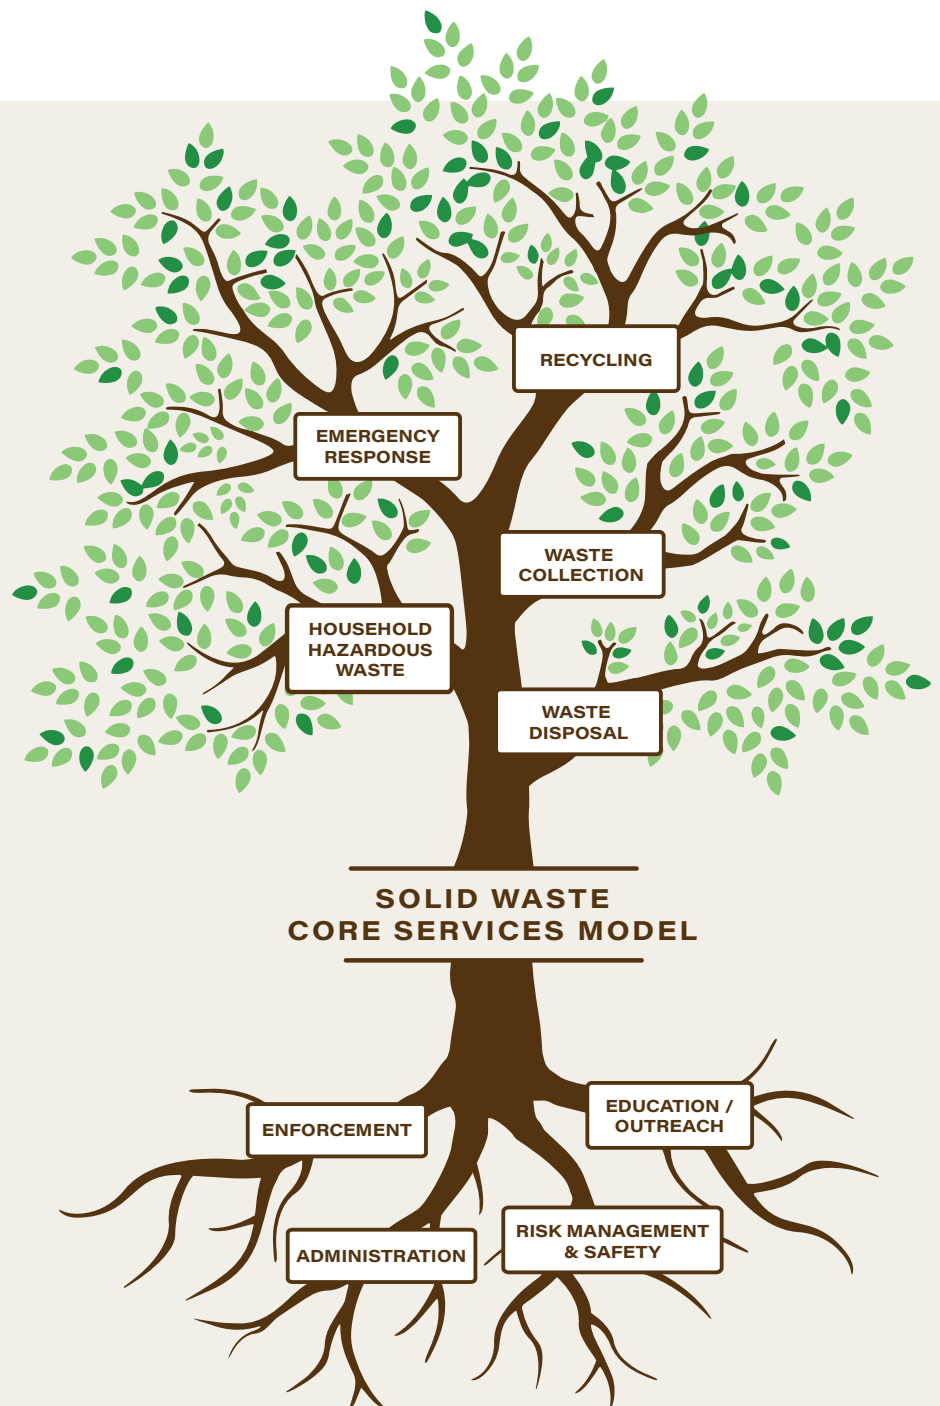 RECYCLING
EMERGENCY
RESPONSE
WASTE
COLLECTION
HOUSEHOLD
HAZARDOUS
WASTE
WASTE
DISPOSAL
SOLID WASTE
CORE SERVICES MODEL
EDUCATION /
OUTREACH
ENFORCEMENT
RISK MANAGEMENT
& SAFETY
ADMINISTRATION